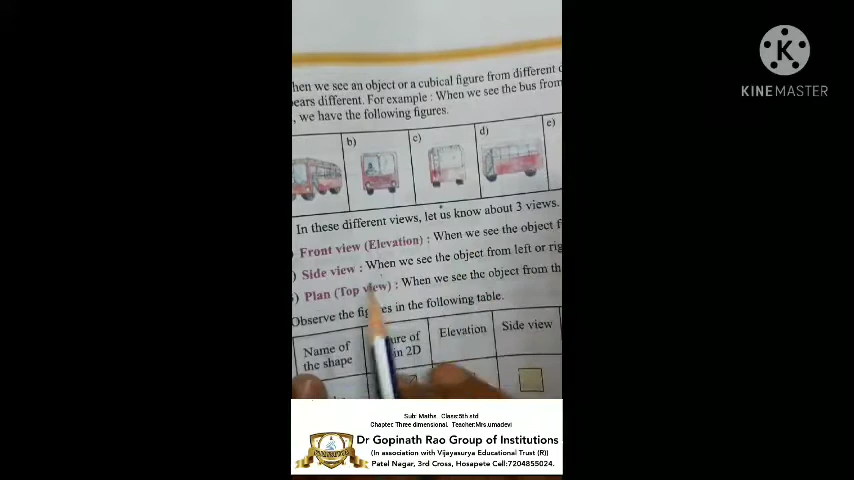 hen we see an object or a cubical figure from different
ears different. For example : When we see the bus from
, we have the following figures.
b)
c)
d)
e)
In these different views, let us know about 3 views.
) Front view (Elevation) : When we see the object f
) Side view : When we see the object from left or rig
) Plan (Top view) : When we see the object from th
Observe the figures in the following table.
Name of
the shape
ure of
in 2D
Elevation
Side view
K
KINEMASTER
Sub: Maths Class:5th std
Chapter: Three dimensional. Teacher:Mrs.umadevi
Dr Gopinath Rao Group of Institutions
(In association with Vijayasurya Educational Trust (R))
Patel Nagar, 3rd Cross, Hosapete Cell:7204855024.